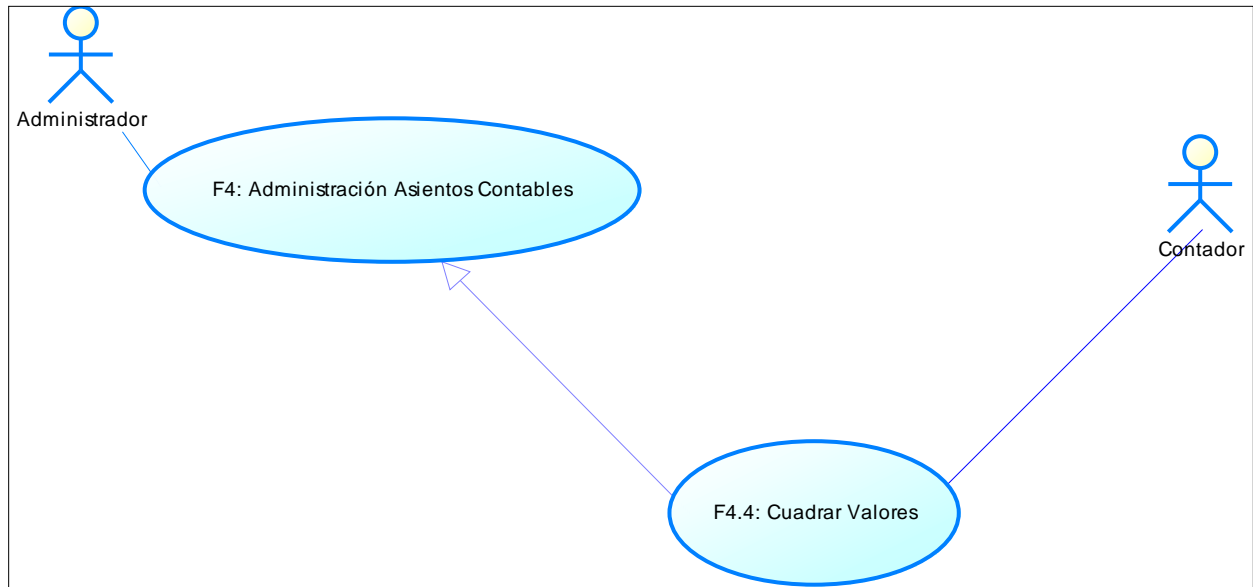 Administrador
F4: Administración Asientos Contables
Contador
F4.4: Cuadrar Valores